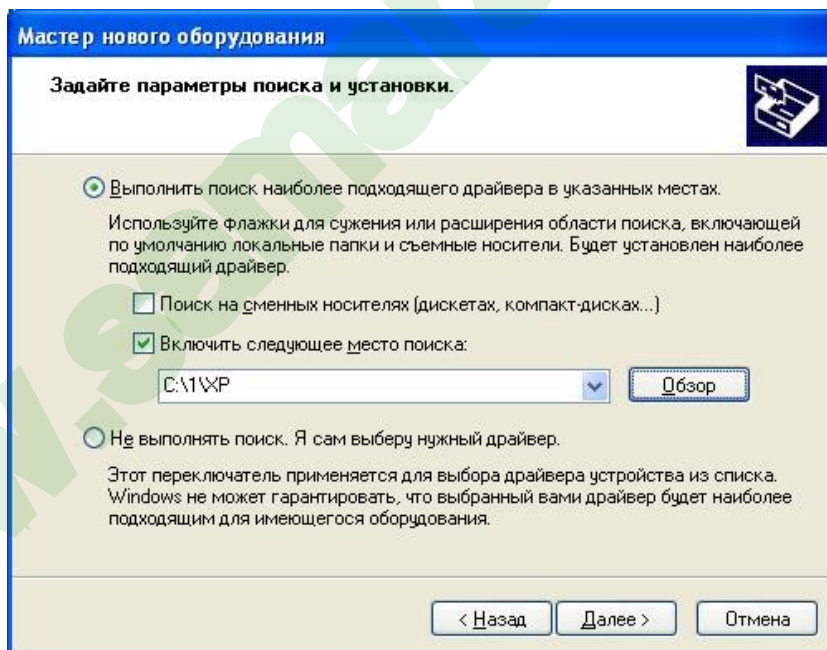 Мастер нового оборудования
Задайте параметры поиска и установки.
Выполнить поиск наиболее подходящего драйвера в указанных местах.
Используйте флажки для сужения или расширения области поиска, включающей
по умолчанию локальные папки и съемные носители. Будет установлен наиболее
подходящий драйвер.
Поиск на сменных носителях (дискетах, компакт-дисках...)
Включить следующее место поиска:
C:\1\XP
Обзор
Не выполнять поиск. Я сам выберу нужный драйвер.
Этот переключатель применяется для выбора драйвера устройства из списка.
Windows не может гарантировать, что выбранный вами драйвер будет наиболее
подходящим для имеющегося оборудования.
< Назад Далее > Отмена